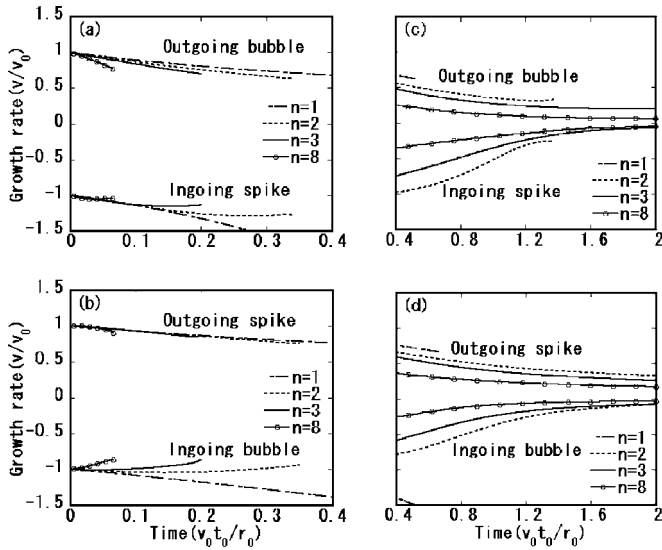 (a)
Outgoing bubble
n=1
n=2
n=3
n=8
Ingoing spike
Growth rate(v/v0)
1.5
1
0.5
0
-0.5
-1
-1.5
0
0.1
0.2
0.3
0.4
(c)
Outgoing bubble
Ingoing spike
n=1
n=2
n=3
n=8
0.4
0.8
1.2
1.6
2
(b)
Outgoing spike
n=1
n=2
n=3
n=8
Ingoing bubble
Growth rate(v/v0)
1.5
1
0.5
0
-0.5
-1
-1.5
0
0.1
0.2
0.3
0.4
Time(v0t0/r0)
(d)
Outgoing spike
Ingoing bubble
n=1
n=2
n=3
n=8
0.4
0.8
1.2
1.6
2
Time(v0t0/r0)